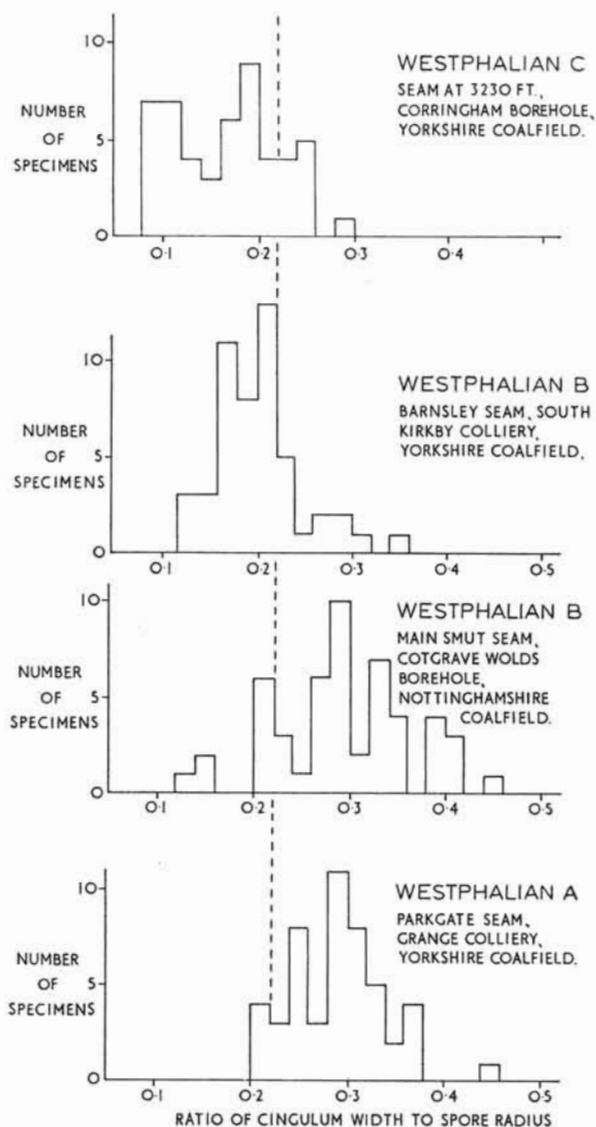 10
5
0
NUMBER
OF
SPECIMENS
WESTPHALIAN C
SEAM AT 3230 FT.,
CORRINGHAM BOREHOLE,
YORKSHIRE COALFIELD.
0·1 0·2 0·3 0·4
10
5
0
NUMBER
OF
SPECIMENS
WESTPHALIAN B
BARNSLEY SEAM, SOUTH
KIRKBY COLLIERY,
YORKSHIRE COALFIELD.
0·1 0·2 0·3 0·4 0·5
10
5
0
NUMBER
OF
SPECIMENS
WESTPHALIAN B
MAIN SMUT SEAM,
COTGRAVE WOLDS
BOREHOLE,
NOTTINGHAMSHIRE
COALFIELD.
0·1 0·2 0·3 0·4 0·5
10
5
0
NUMBER
OF
SPECIMENS
WESTPHALIAN A
PARKGATE SEAM,
GRANGE COLLIERY,
YORKSHIRE COALFIELD.
0·1 0·2 0·3 0·4 0·5
RATIO OF CINGULUM WIDTH TO SPORE RADIUS